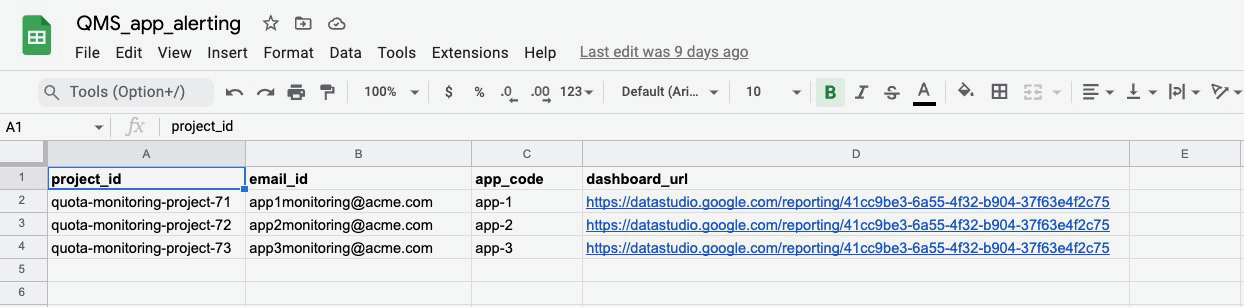 QMS_app_alerting
File Edit View Insert Format Data Tools Extensions Help Last edit was 9 days ago
Tools (Option+/) 100% $ % .0 .00 123 Default (Ari... 10 B I S A
A1 fx project_id
A B C D E
1 project_id email_id app_code dashboard_url
2 quota-monitoring-project-71 app1monitoring@acme.com app-1 https://datastudio.google.com/reporting/41cc9be3-6a55-4f32-b904-37f63e4f2c75
3 quota-monitoring-project-72 app2monitoring@acme.com app-2 https://datastudio.google.com/reporting/41cc9be3-6a55-4f32-b904-37f63e4f2c75
4 quota-monitoring-project-73 app3monitoring@acme.com app-3 https://datastudio.google.com/reporting/41cc9be3-6a55-4f32-b904-37f63e4f2c75
5
6